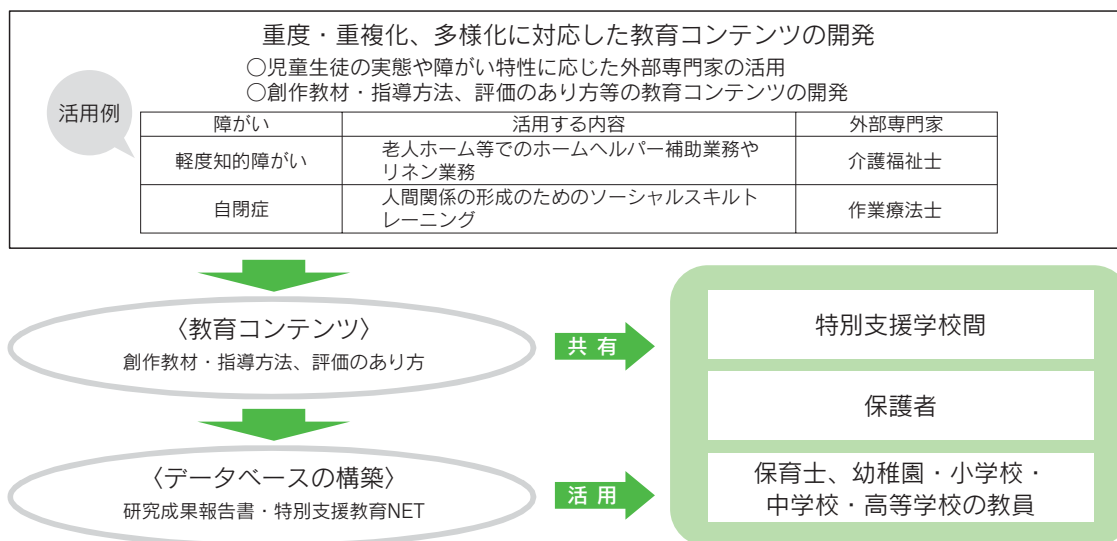 重度・重複化、多様化に対応した教育コンテンツの開発
○児童生徒の実態や障がい特性に応じた外部専門家の活用
○創作教材・指導方法、評価のあり方等の教育コンテンツの開発
活用例
障がい 活用する内容 外部専門家
軽度知的障がい 老人ホーム等でのホームヘルパー補助業務や
リネン業務 介護福祉士
自閉症 人間関係の形成のためのソーシャルスキルト
レーニング 作業療法士
〈教育コンテンツ〉
創作教材・指導方法、評価のあり方
共有
特別支援学校間
保護者
〈データベースの構築〉
研究成果報告書・特別支援教育NET
活用
保育士、幼稚園・小学校・
中学校・高等学校の教員